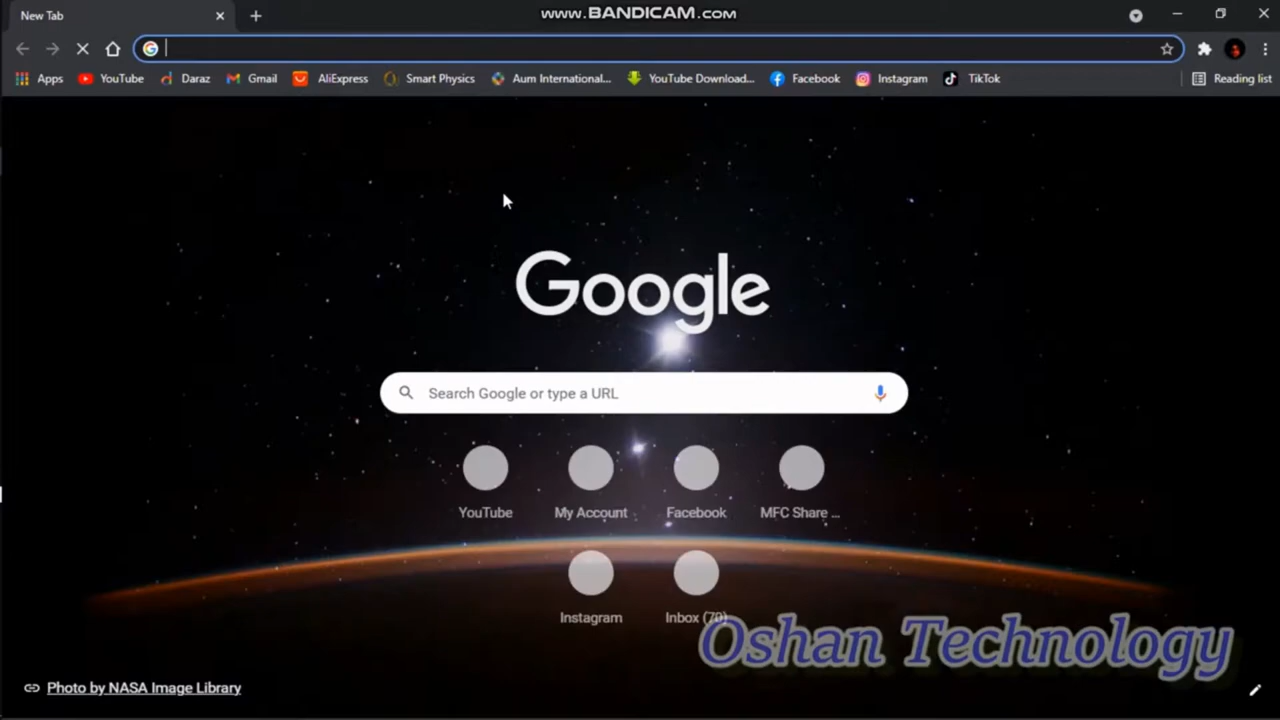 New Tab
www.BANDICAM.com
Apps YouTube Daraz Gmail AliExpress Smart Physics Aum International... YouTube Download... Facebook Instagram TikTok Reading list
Google
Search Google or type a URL
YouTube My Account Facebook MFC Share ...
Instagram Inbox (70)
Oshan Technology
Photo by NASA Image Library